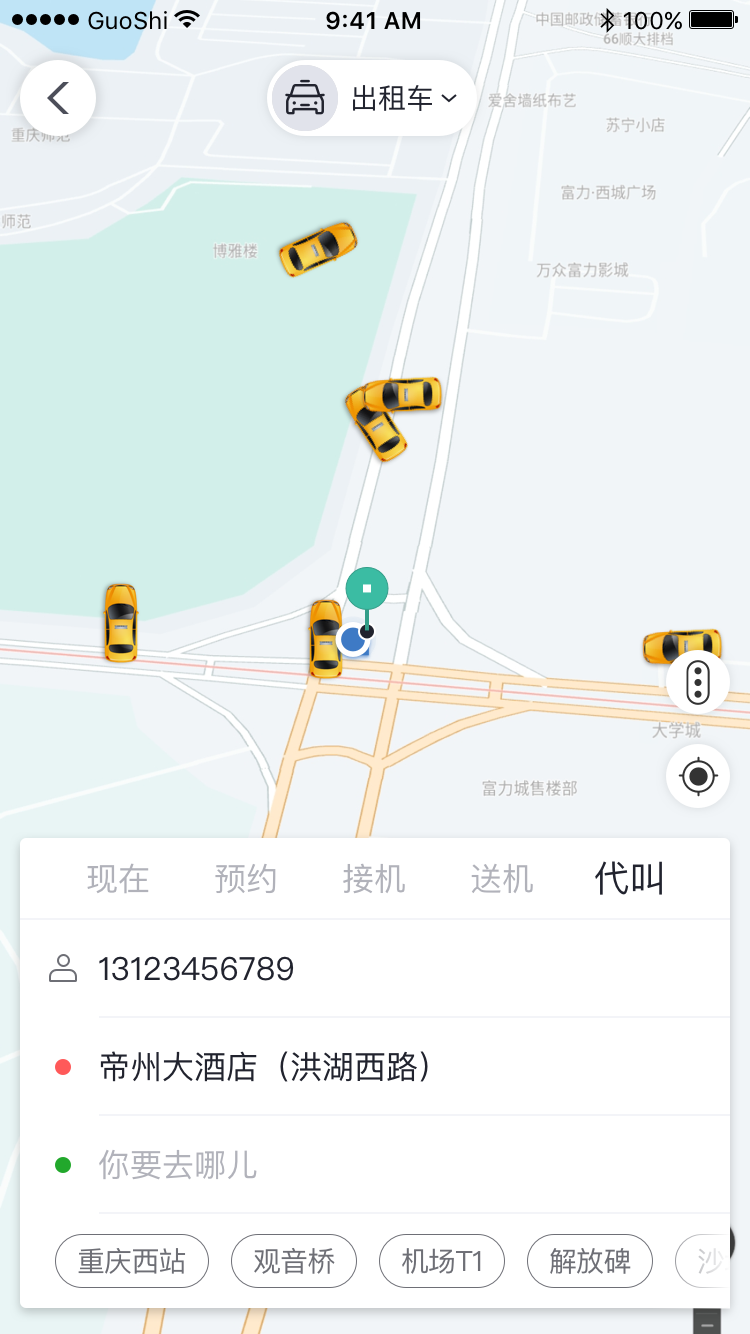 GuoShi 9:41 AM 100%
中国邮政储蓄
66顺大排档
出租车
爱舍墙纸布艺
苏宁小店
重庆师范
富力·西城广场
师范
博雅楼
万众富力影城
大学城
富力城售楼部
现在 预约 接机 送机 代叫
13123456789
帝州大酒店（洪湖西路）
你要去哪儿
重庆西站 观音桥 机场T1 解放碑 沙